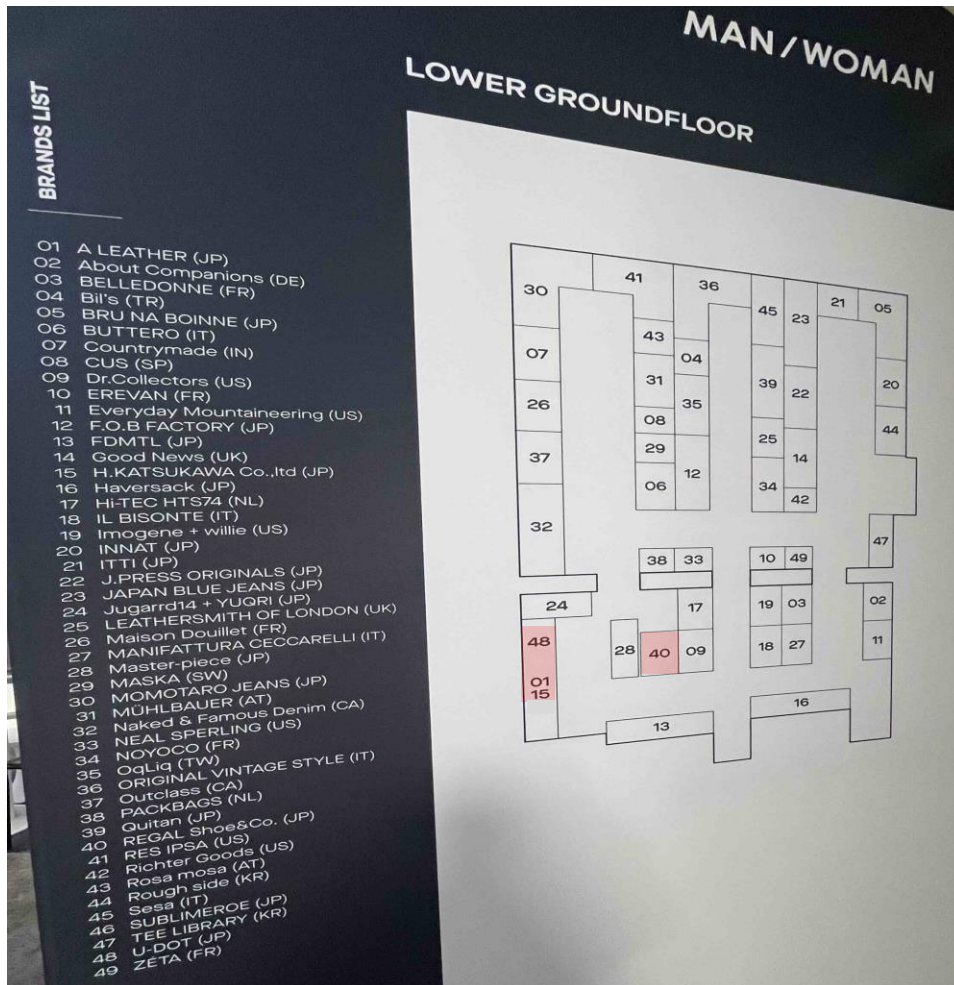 MAN/WOMAN
LOWER GROUNDFLOOR
BRANDS LIST
01 A LEATHER (JP)
02 About Companions (DE)
03 BELLEDONNE (FR)
04 Bil's (TR)
05 BRU NA BOINNE (JP)
06 BUTTERO (IT)
07 Countrymade (IN)
08 CUS (SP)
09 Dr.Collectors (US)
10 EREVAN (FR)
11 Everyday Mountaineering (US)
12 F.O.B FACTORY (JP)
13 FDMTL (JP)
14 Good News (UK)
15 H.KATSUKAWA Co.,ltd (JP)
16 Haversack (JP)
17 Hi-TEC HTS74 (NL)
18 IL BISONTE (IT)
19 Imogene + willie (US)
20 INNAT (JP)
21 ITTI (JP)
22 J.PRESS ORIGINALS (JP)
23 JAPAN BLUE JEANS (JP)
24 Jugarrd14 + YUQRI (JP)
25 LEATHERSMITH OF LONDON (UK)
26 Maison Douillet (FR)
27 MANIFATTURA CECCARELLI (IT)
28 Master-piece (JP)
29 MASKA (SW)
30 MOMOTARO JEANS (JP)
31 MÜHLBAUER (AT)
32 Naked & Famous Denim (CA)
33 NEAL SPERLING (US)
34 NOYOCO (FR)
35 OqLiq (TW)
36 ORIGINAL VINTAGE STYLE (IT)
37 Outclass (CA)
38 PACKBAGS (NL)
39 Quitan (JP)
40 REGAL Shoe&Co. (JP)
41 RES IPSA (US)
42 Richter Goods (US)
43 Rosa mosa (AT)
44 Rough side (KR)
45 Sesa (IT)
46 SUBLIMEROE (JP)
47 TEE LIBRARY (KR)
48 U-DOT (JP)
49 ZÉTA (FR)
30 41 36 45 23 21 05
07 43 04
26 31 35 39 22 20
08 25 44
37 29 12 14
06 34 42
32 47
38 33 10 49
24 17 19 03 02
48 28 40 09 18 27 11
01
15
13 16